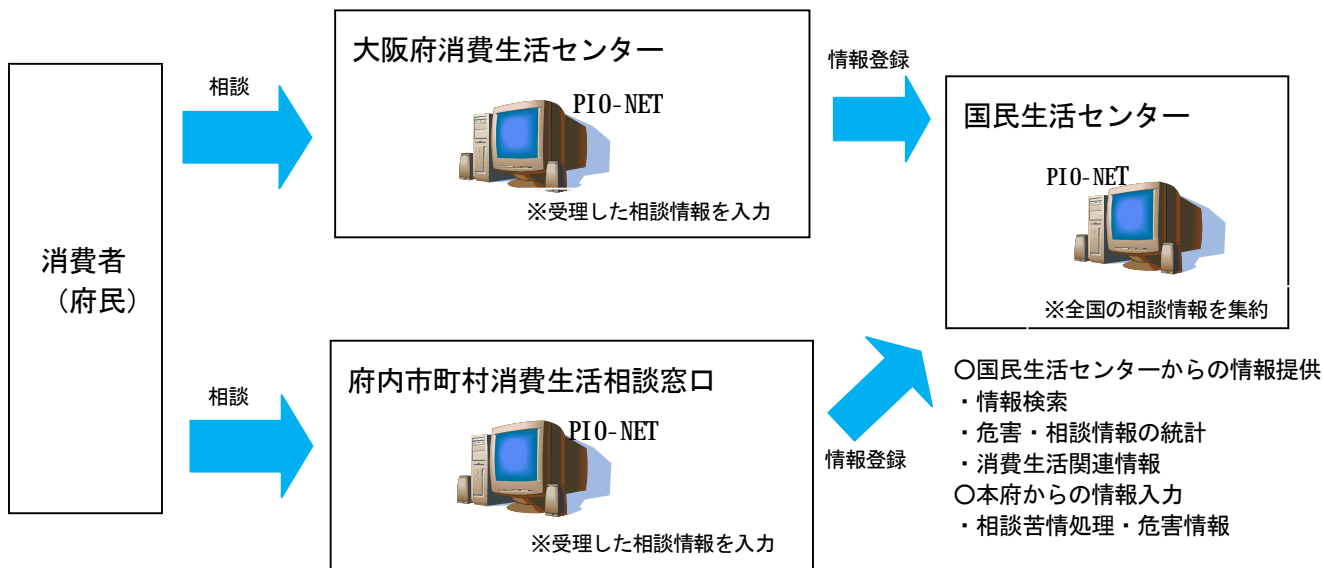 消費者
（府民）
相談
大阪府消費生活センター
PIO-NET
※受理した相談情報を入力
情報登録
国民生活センター
PIO-NET
※全国の相談情報を集約
相談
府内市町村消費生活相談窓口
PIO-NET
※受理した相談情報を入力
情報登録
〇国民生活センターからの情報提供
・情報検索
・危害・相談情報の統計
・消費生活関連情報
〇本府からの情報入力
・相談苦情処理・危害情報